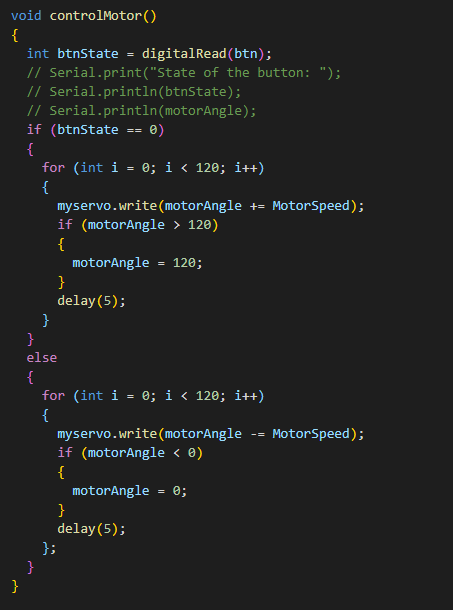 void controlMotor()
{
  int btnState = digitalRead(btn);
  // Serial.print("State of the button: ");
  // Serial.println(btnState);
  // Serial.println(motorAngle);
  if (btnState == 0)
  {
    for (int i = 0; i < 120; i++)
    {
      myservo.write(motorAngle += MotorSpeed);
      if (motorAngle > 120)
      {
        motorAngle = 120;
      }
      delay(5);
    }
  }
  else
  {
    for (int i = 0; i < 120; i++)
    {
      myservo.write(motorAngle -= MotorSpeed);
      if (motorAngle < 0)
      {
        motorAngle = 0;
      }
      delay(5);
    };
  }
}